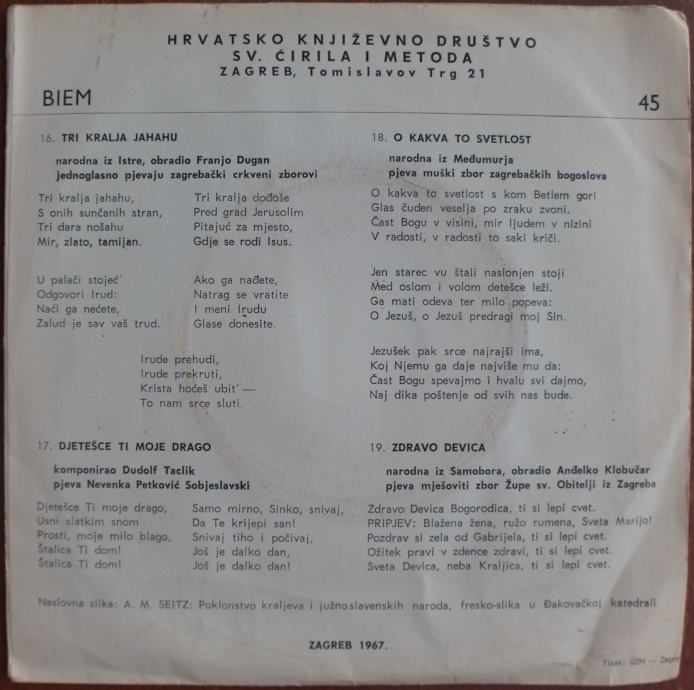 HRVATSKO KNJIŽEVNO DRUŠTVO
SV. ĆIRILA I METODA
ZAGREB, Tomislavov Trg 21
BIEM
45
16. TRI KRALJA JAHAHU
narodna iz Istre, obradio Franjo Dugan
jednoglasno pjevaju zagrebački crkveni zborovi
Tri kralja jahahu,
S onih sunčanih stran,
Tri dara nošahu
Mir, zlato, tamijan.
Tri kralja dođoše
Pred grad Jerusolim
Pitajuć za mjesto,
Gdje se rodi Isus.
U palači stojeć'
Odgovori Irud:
Naći ga nećete,
Zalud je sav vaš trud.
Ako ga nađete,
Natrag se vratite
I meni Irudu
Glase donesite.
Irude prehudi,
Irude prekruti,
Krista hoćeš ubit' —
To nam srce sluti.
17. DJETEŠCE TI MOJE DRAGO
komponirao Dudolf Taclik
pjeva Nevenka Petković Sobjeslavski
Djetešce Ti moje drago,
Usni slatkim snom
Prosti, moje milo blago,
Štalica Ti dom!
Štalica Ti dom!
Samo mirno, Sinko, snivaj,
Da Te krijepi san!
Snivaj tiho i počivaj,
Još je dalko dan,
Još je dalko dan!
18. O KAKVA TO SVETLOST
narodna iz Međumurja
pjeva muški zbor zagrebačkih bogoslova
O kakva to svetlost s kom Betlem gori
Glas čuden veselja po zraku zvoni.
Čast Bogu v visini, mir ljudem v nizini
V radosti, v radosti to saki kriči.
Jen starec vu štali naslonjen stoji
Med oslom i volom detešce leži.
Ga mati odeva ter milo popeva:
O Jezuš, o Jezuš predragi moj Sin.
Jezušek pak srce najrajši ima,
Koj Njemu ga daje najviše mu da:
Čast Bogu spevajmo i hvalu svi dajmo,
Naj dika poštenje od svih nas bude.
19. ZDRAVO DEVICA
narodna iz Samobora, obradio Anđelko Klobučar
pjeva mješoviti zbor Župe sv. Obitelji iz Zagreba
Zdravo Devica Bogorodica, ti si lepi cvet.
PRIPJEV: Blažena žena, ružo rumena, Sveta Marijo!
Pozdrav si zela od Gabrijela, ti si lepi cvet.
Ožitek pravi v zdence zdravi, ti si lepi cvet.
Sveta Devica, neba Kraljica, ti si lepi cvet.
Naslovna slika: A. M. SEITZ: Poklonstvo kraljeva i južnoslavenskih naroda, fresko-slika u Đakovačkoj katedrali
ZAGREB 1967.
Tisak: GZH — Zagreb